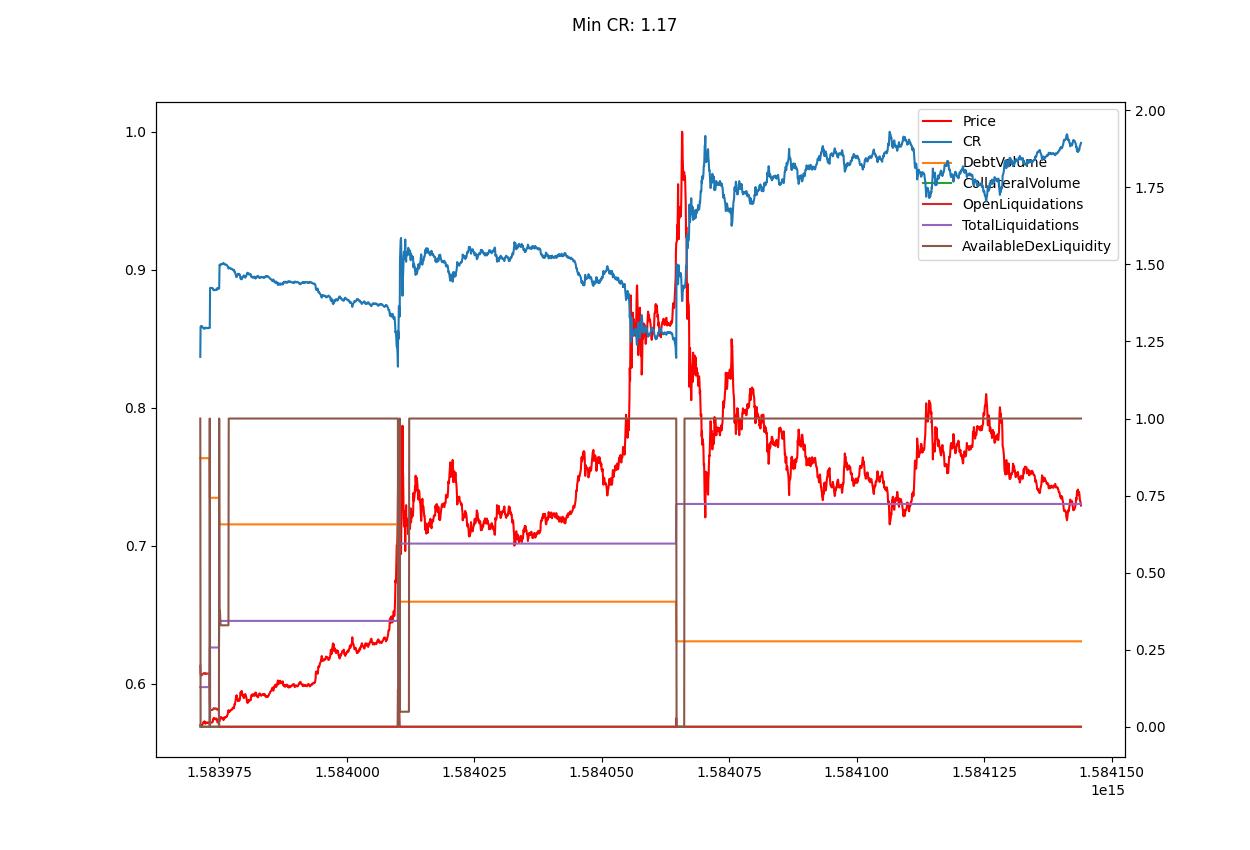 Min CR: 1.17
1.0
0.9
0.8
0.7
0.6
2.00
1.75
1.50
1.25
1.00
0.75
0.50
0.25
0.00
Price
CR
DebtVolume
CollateralVolume
OpenLiquidations
TotalLiquidations
AvailableDexLiquidity
1.583975 1.584000 1.584025 1.584050 1.584075 1.584100 1.584125 1.584150
1e15